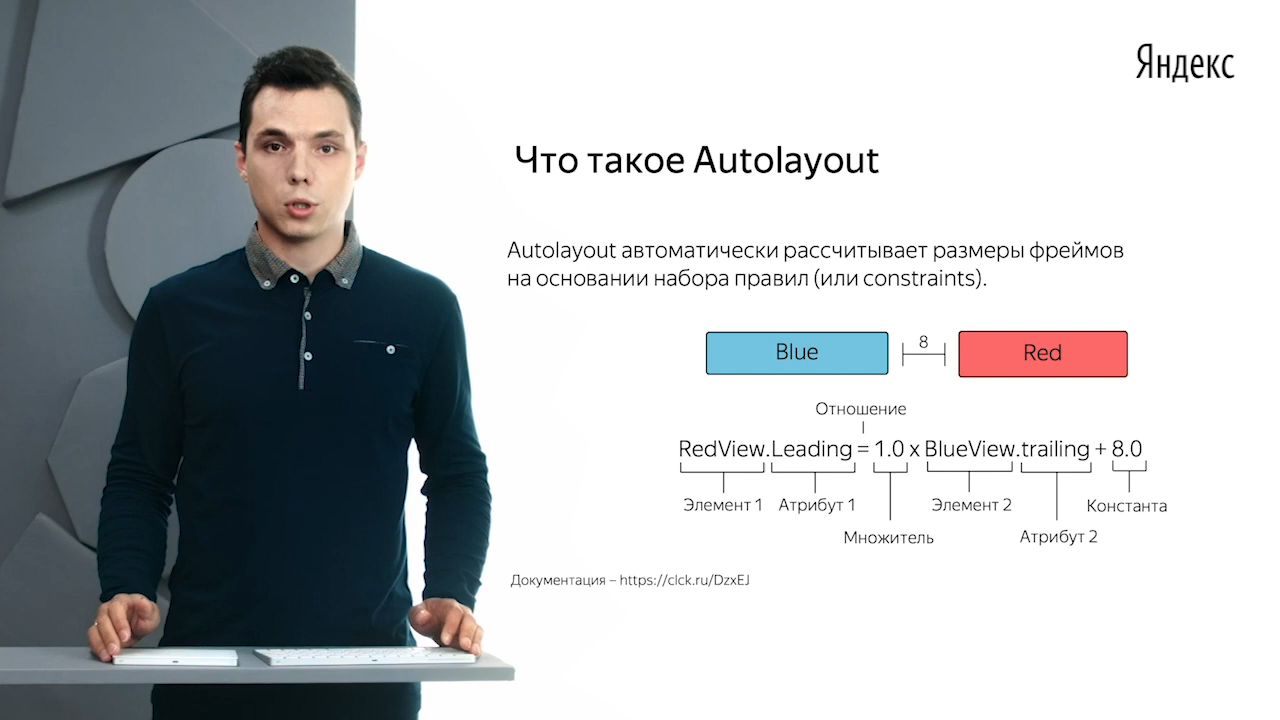 Яндекс
Что такое Autolayout
Autolayout автоматически рассчитывает размеры фреймов
на основании набора правил (или constraints).
Blue
8
Red
Отношение
RedView.Leading = 1.0 x BlueView.trailing + 8.0
Элемент 1
Атрибут 1
Элемент 2
Константа
Множитель
Атрибут 2
Документация – https://clck.ru/DzxEJ